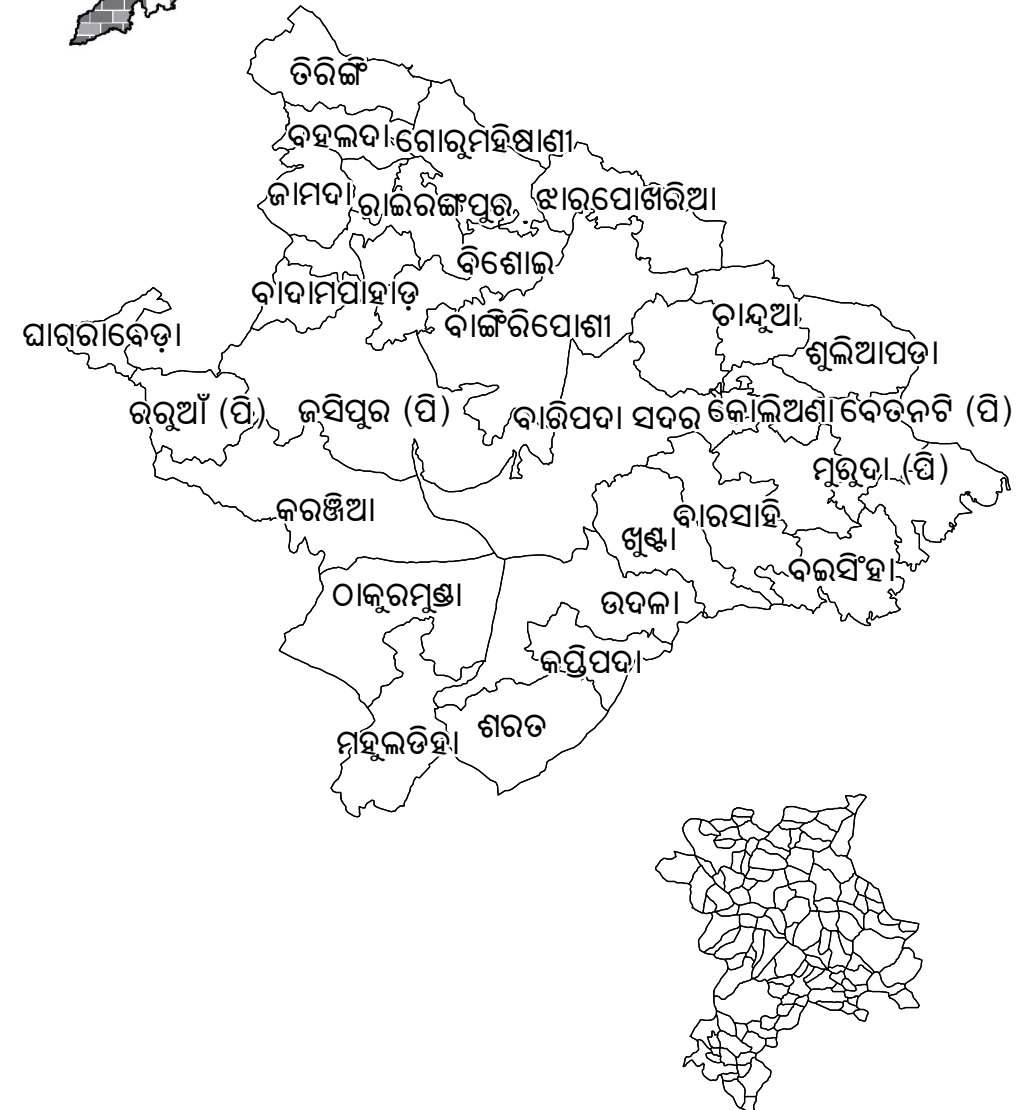 ତିରିଙ୍ଗି
ବହଲଦା ଗୋରୁମହିଷାଣୀ
ଜାମଦା ରାଇରଙ୍ଗପୁର ଝାରପୋଖରିଆ
ବିଶୋଇ
ବାଦାମପାହାଡ଼
ଘାଗରାବେଡ଼ା ବାଙ୍ଗିରିପୋଶୀ ଚାନ୍ଦୁଆ
ଶୁଲିଆପଡା
ରରୁଆଁ (ପି) ଜସିପୁର (ପି) ବାରିପଦା ସଦର କୋଲିଅଣା ବେତନଟି (ପି)
ମୁରୁଦା (ପି)
କରଞ୍ଜିଆ ବାରସାହି
ଖୁଣ୍ଟା
ବଇସିଂହା
ଠାକୁରମୁଣ୍ଡା ଉଦଳା
କପ୍ତିପଦା
ଶରତ
ମହୁଲଡିହା